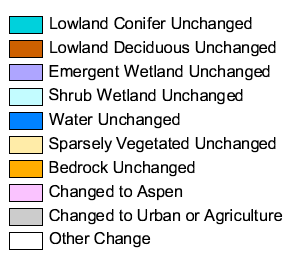 Lowland Conifer Unchanged
Lowland Deciduous Unchanged
Emergent Wetland Unchanged
Shrub Wetland Unchanged
Water Unchanged
Sparsely Vegetated Unchanged
Bedrock Unchanged
Changed to Aspen
Changed to Urban or Agriculture
Other Change